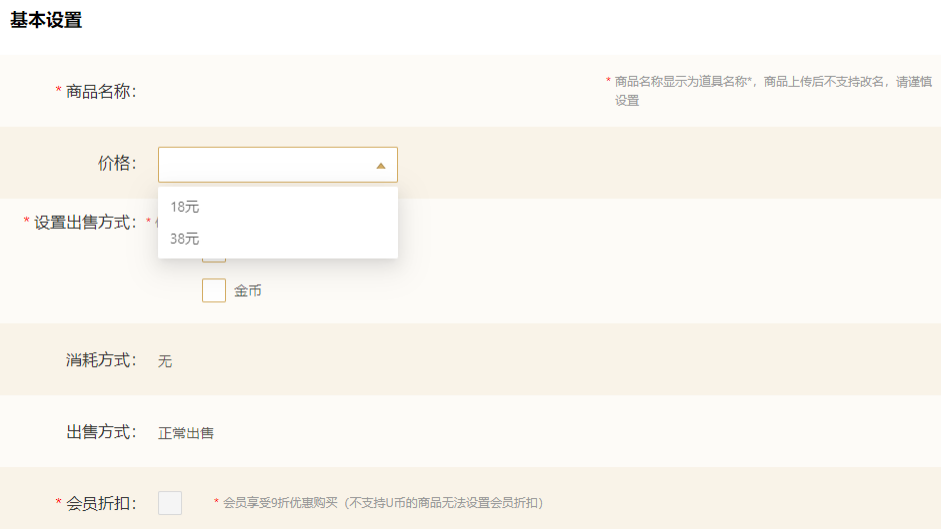 基本设置
* 商品名称：
* 商品名称显示为道具名称*，商品上传后不支持改名，请谨慎
设置
价格：
18元
38元
* 设置出售方式： *
金币
消耗方式： 无
出售方式： 正常出售
* 会员折扣： * 会员享受9折优惠购买（不支持U币的商品无法设置会员折扣）